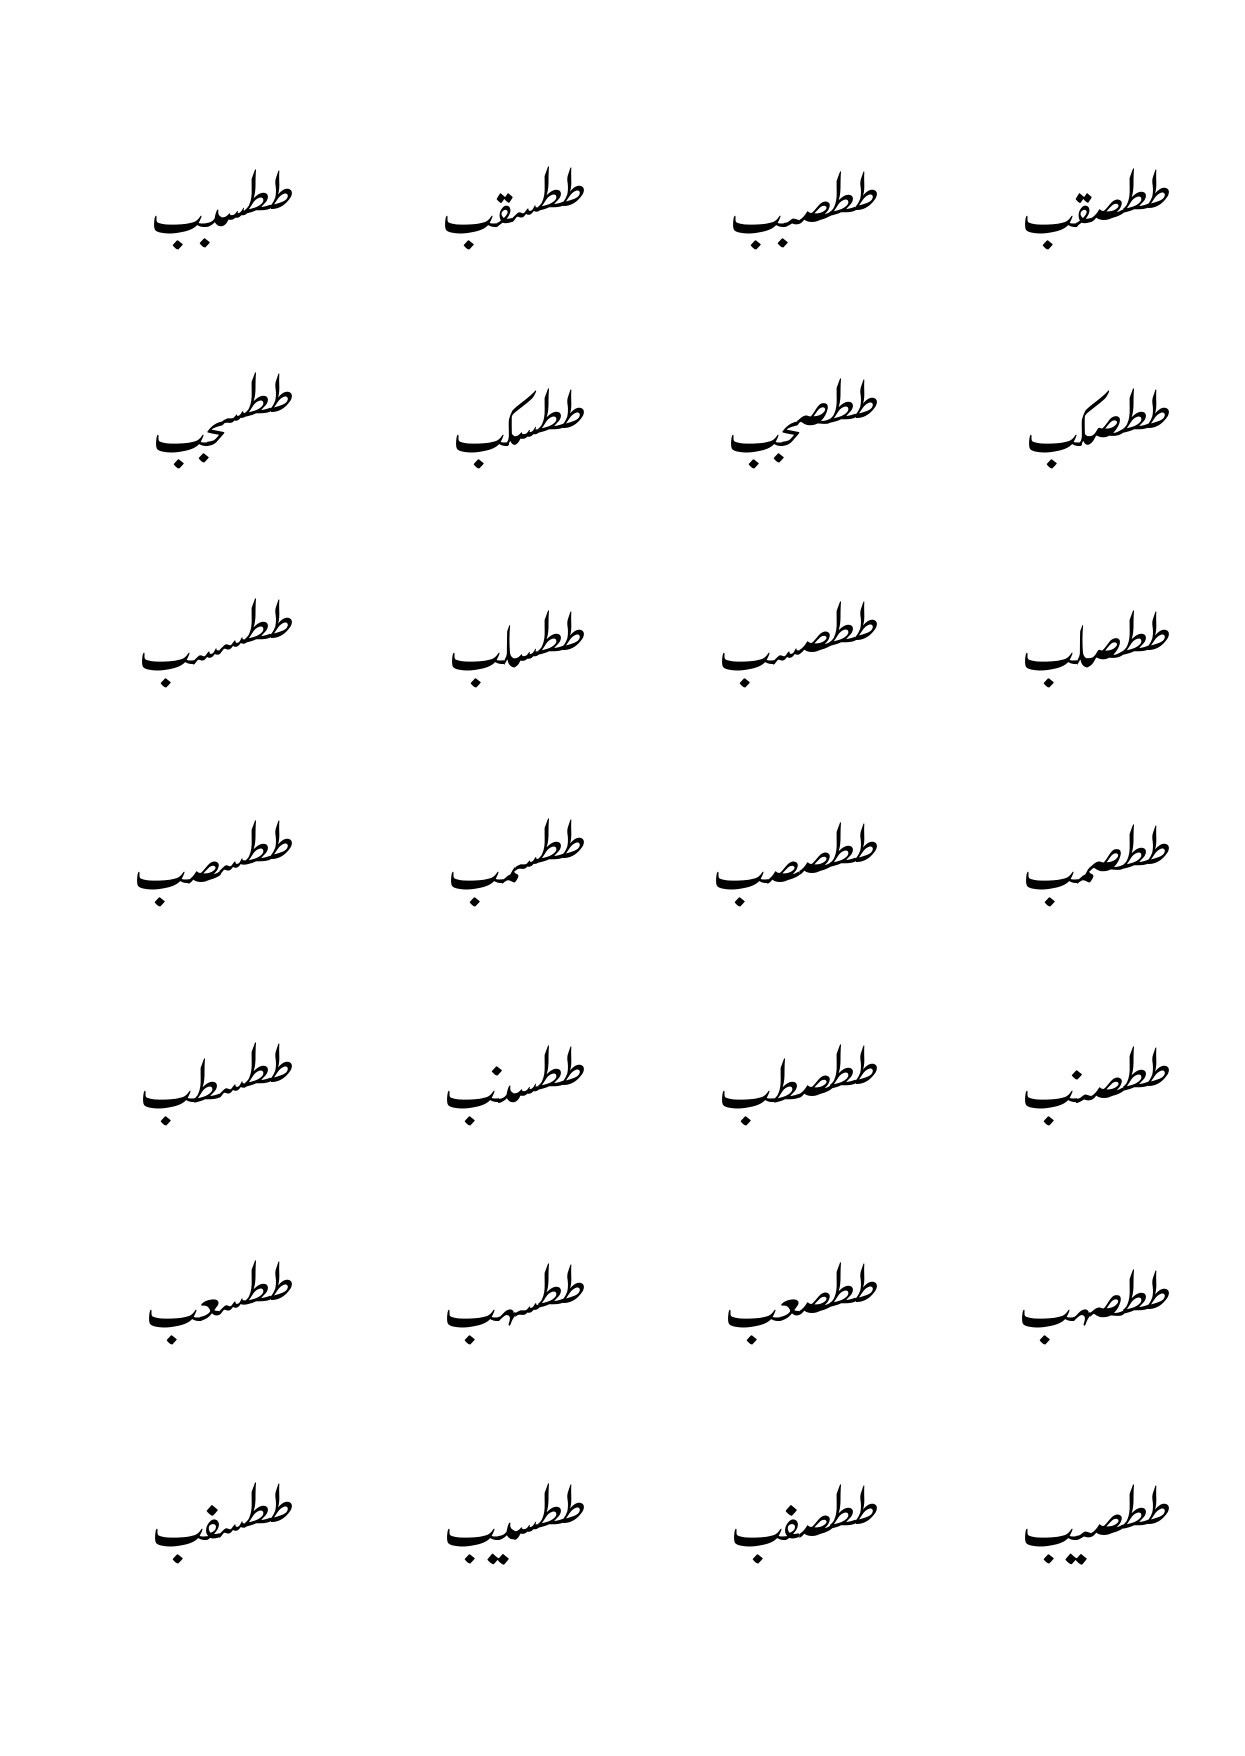 ططصقب ططصبب ططسقب ططسبب
ططصكب ططصجب ططسكب ططسجب
ططصلب ططصسب ططسلب ططسسب
ططصمب ططصصب ططسمب ططسصب
ططصنب ططصطب ططسنب ططسطب
ططصهب ططصعب ططسهب ططسعب
ططصيب ططصفب ططسيب ططسفب